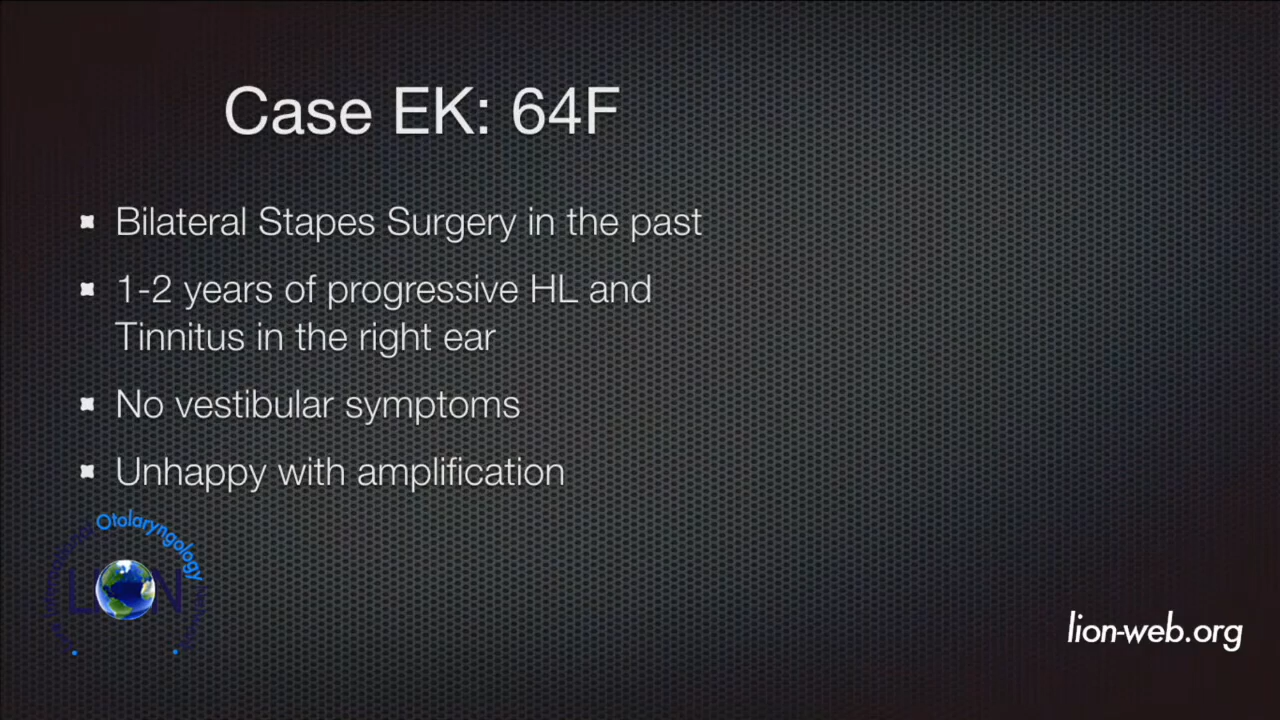 Case EK: 64F
Bilateral Stapes Surgery in the past
1-2 years of progressive HL and
Tinnitus in the right ear
No vestibular symptoms
Unhappy with amplification
Otolaryngology
lion-web.org